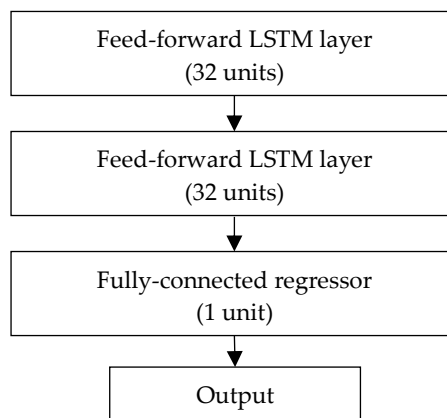 Feed-forward LSTM layer
(32 units)
Feed-forward LSTM layer
(32 units)
Fully-connected regressor
(1 unit)
Output